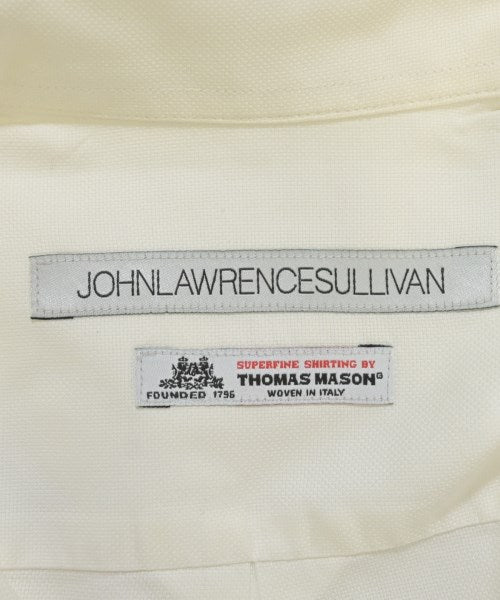 JOHNLAWRENCESULLIVAN
SUPERFINE SHIRTING BY
THOMAS MASON®
FOUNDED 1796
WOVEN IN ITALY